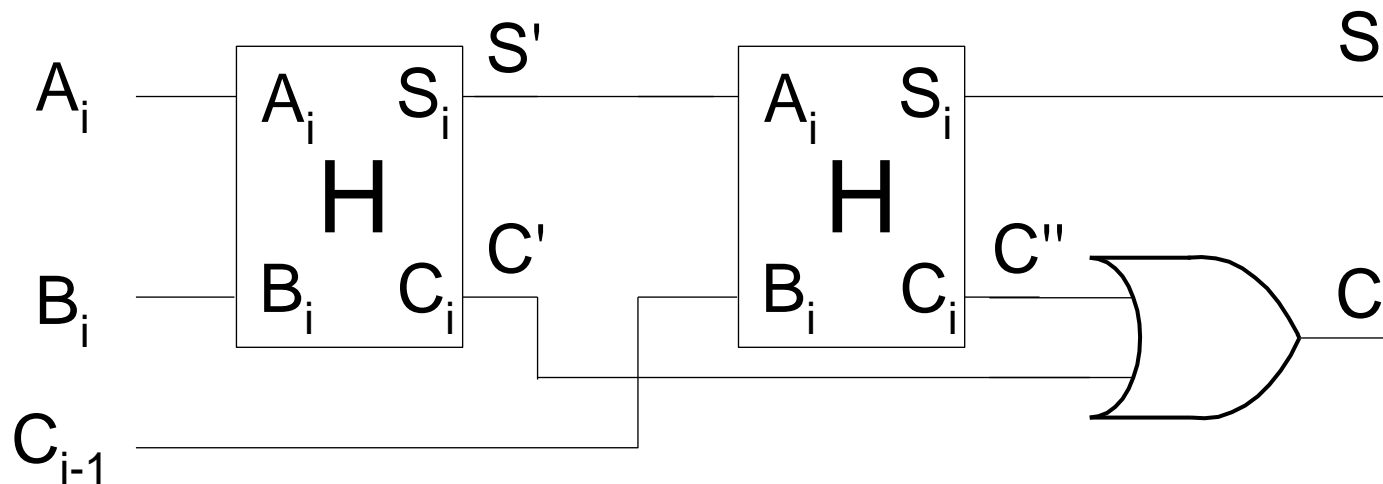 S' S
Aᵢ Aᵢ Sᵢ Aᵢ Sᵢ
H H
C' C''
Bᵢ Bᵢ Cᵢ Bᵢ Cᵢ C
Cᵢ₋₁